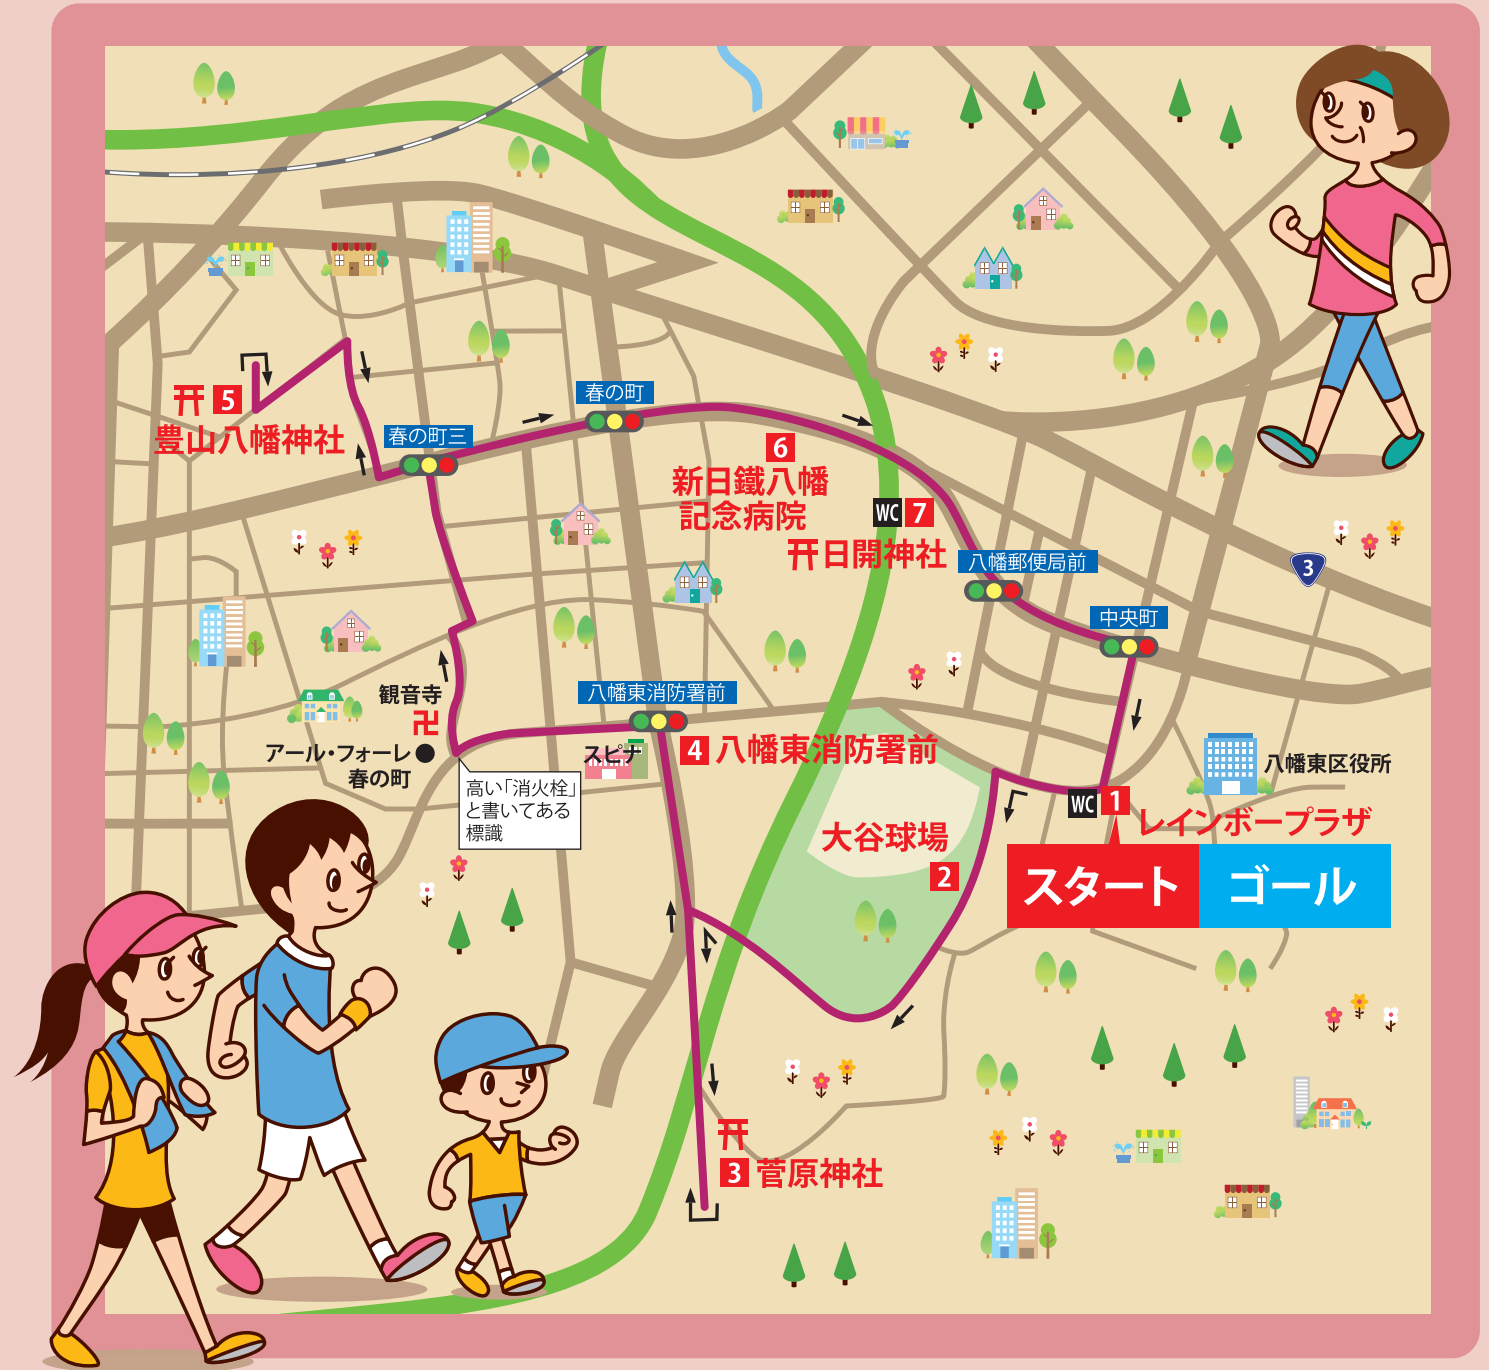 5
豊山八幡神社
春の町三
春の町
6
新日鐵八幡
記念病院
WC 7
日開神社
八幡郵便局前
3
中央町
観音寺
アール・フォーレ
春の町
八幡東消防署前
スピナ
4 八幡東消防署前
高い「消火栓」
と書いてある
標識
八幡東区役所
WC 1
レインボープラザ
スタート
ゴール
大谷球場
2
3 菅原神社